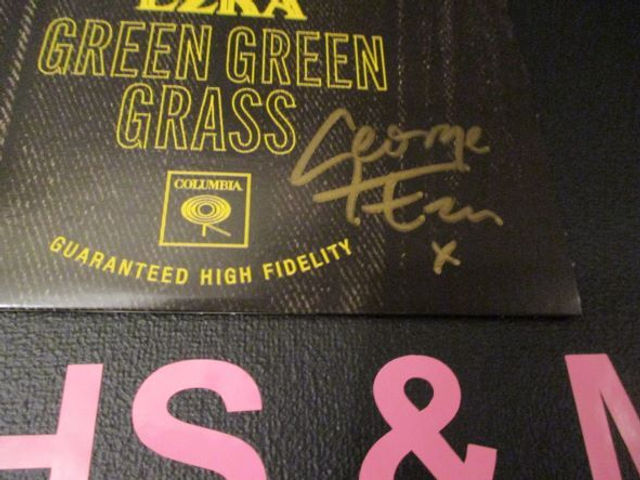 EZRA
GREEN GREEN
GRASS
George
Ezra
x
COLUMBIA
GUARANTEED HIGH FIDELITY
HS & M